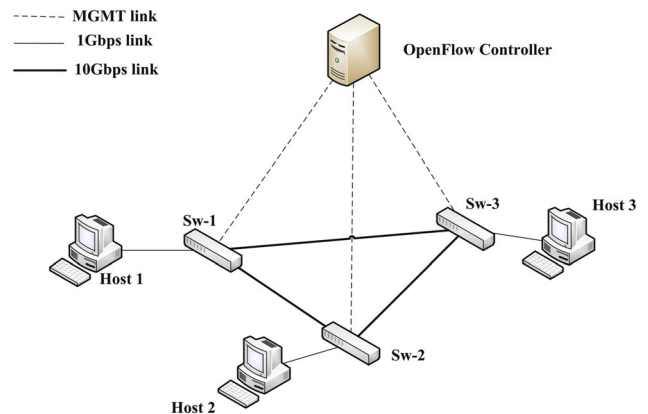 MGMT link
1Gbps link
10Gbps link
OpenFlow Controller
Sw-1
Sw-3
Host 3
Host 1
Sw-2
Host 2